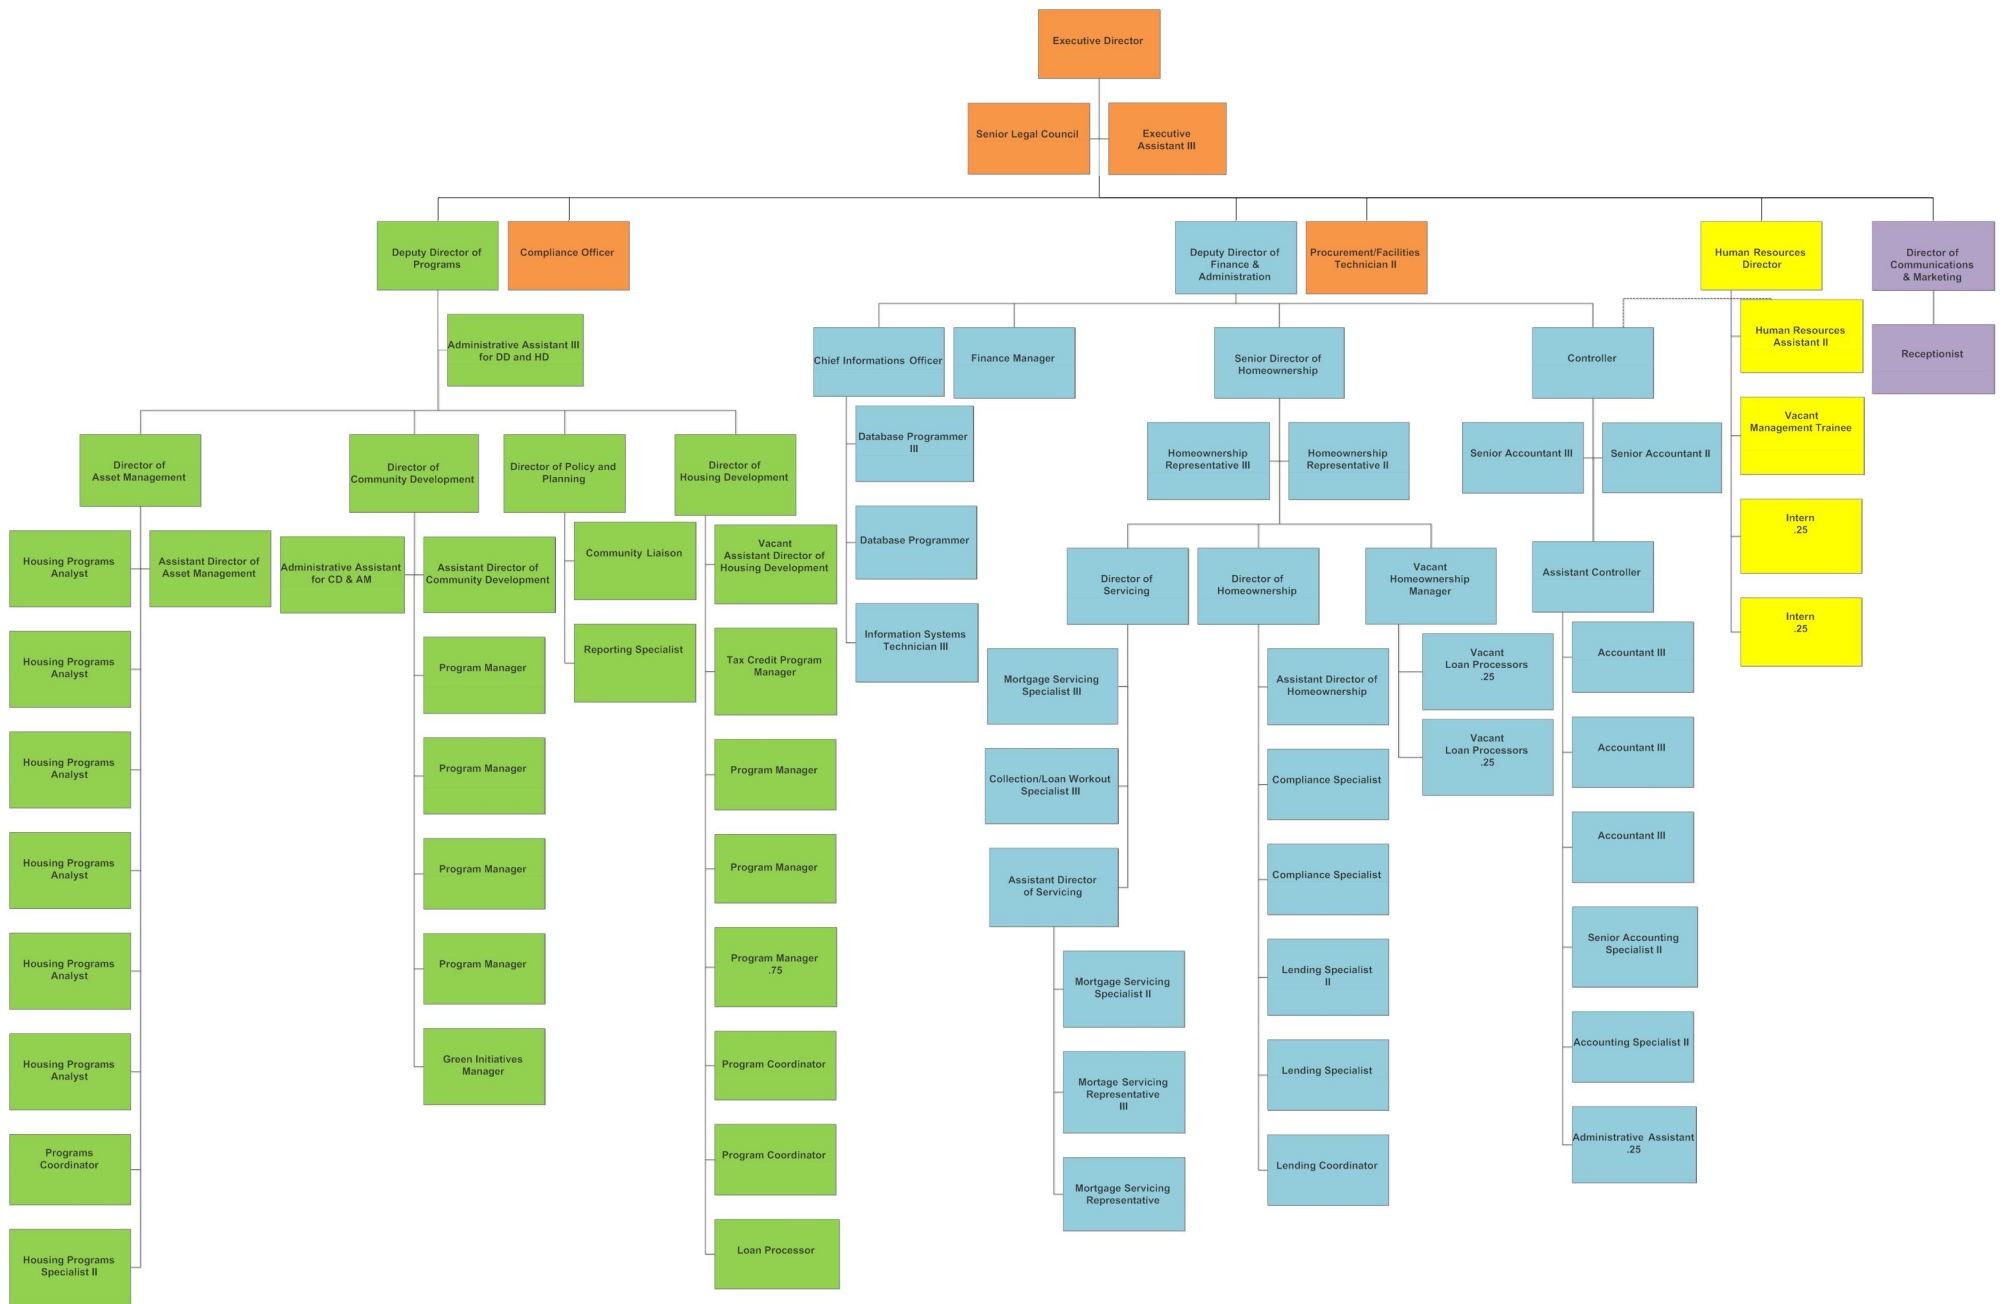 Executive Director
Senior Legal Council
Executive
Assistant III
Deputy Director of
Programs
Compliance Officer
Deputy Director of
Finance &
Administration
Procurement/Facilities
Technician II
Human Resources
Director
Director of
Communications
& Marketing
Administrative Assistant III
for DD and HD
Chief Informations Officer
Finance Manager
Senior Director of
Homeownership
Controller
Human Resources
Assistant II
Receptionist
Database Programmer
III
Database Programmer
Information Systems
Technician III
Homeownership
Representative III
Homeownership
Representative II
Senior Accountant III
Senior Accountant II
Vacant
Management Trainee
Intern
.25
Intern
.25
Director of
Asset Management
Director of
Community Development
Director of Policy and
Planning
Director of
Housing Development
Housing Programs
Analyst
Assistant Director of
Asset Management
Housing Programs
Analyst
Housing Programs
Analyst
Housing Programs
Analyst
Housing Programs
Analyst
Housing Programs
Analyst
Programs
Coordinator
Housing Programs
Specialist II
Administrative Assistant
for CD & AM
Assistant Director of
Community Development
Program Manager
Program Manager
Program Manager
Program Manager
Green Initiatives
Manager
Community Liaison
Reporting Specialist
Vacant
Assistant Director of
Housing Development
Tax Credit Program
Manager
Program Manager
Program Manager
Program Manager
.75
Program Coordinator
Program Coordinator
Loan Processor
Director of
Servicing
Director of
Homeownership
Vacant
Homeownership
Manager
Assistant Controller
Mortgage Servicing
Specialist III
Collection/Loan Workout
Specialist III
Assistant Director
of Servicing
Mortgage Servicing
Specialist II
Mortage Servicing
Representative
III
Mortgage Servicing
Representative
Assistant Director of
Homeownership
Compliance Specialist
Compliance Specialist
Lending Specialist
II
Lending Specialist
Lending Coordinator
Vacant
Loan Processors
.25
Vacant
Loan Processors
.25
Accountant III
Accountant III
Accountant III
Senior Accounting
Specialist II
Accounting Specialist II
Administrative Assistant
.25